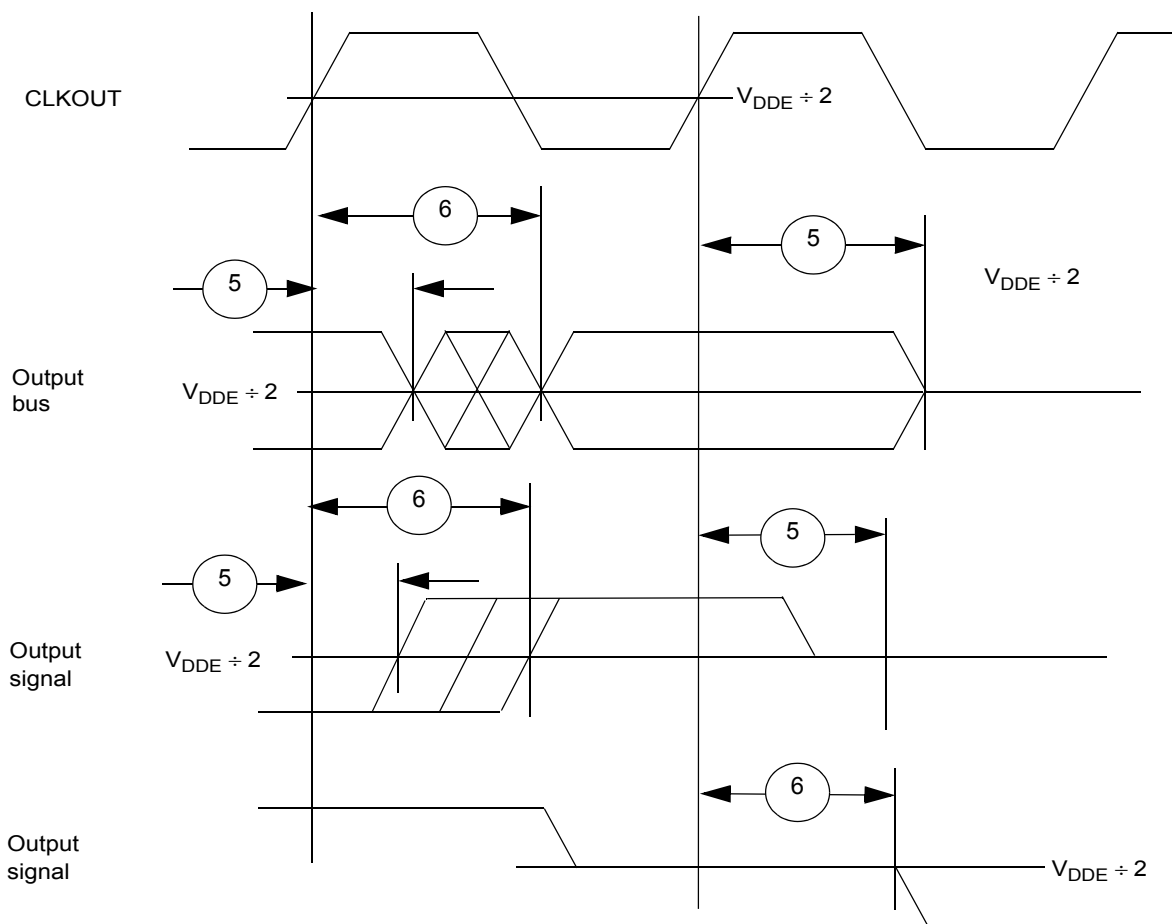 CLKOUT
V_DDE ÷ 2
6
5
5
V_DDE ÷ 2
Output
bus
V_DDE ÷ 2
6
5
5
Output
signal
V_DDE ÷ 2
6
Output
signal
V_DDE ÷ 2